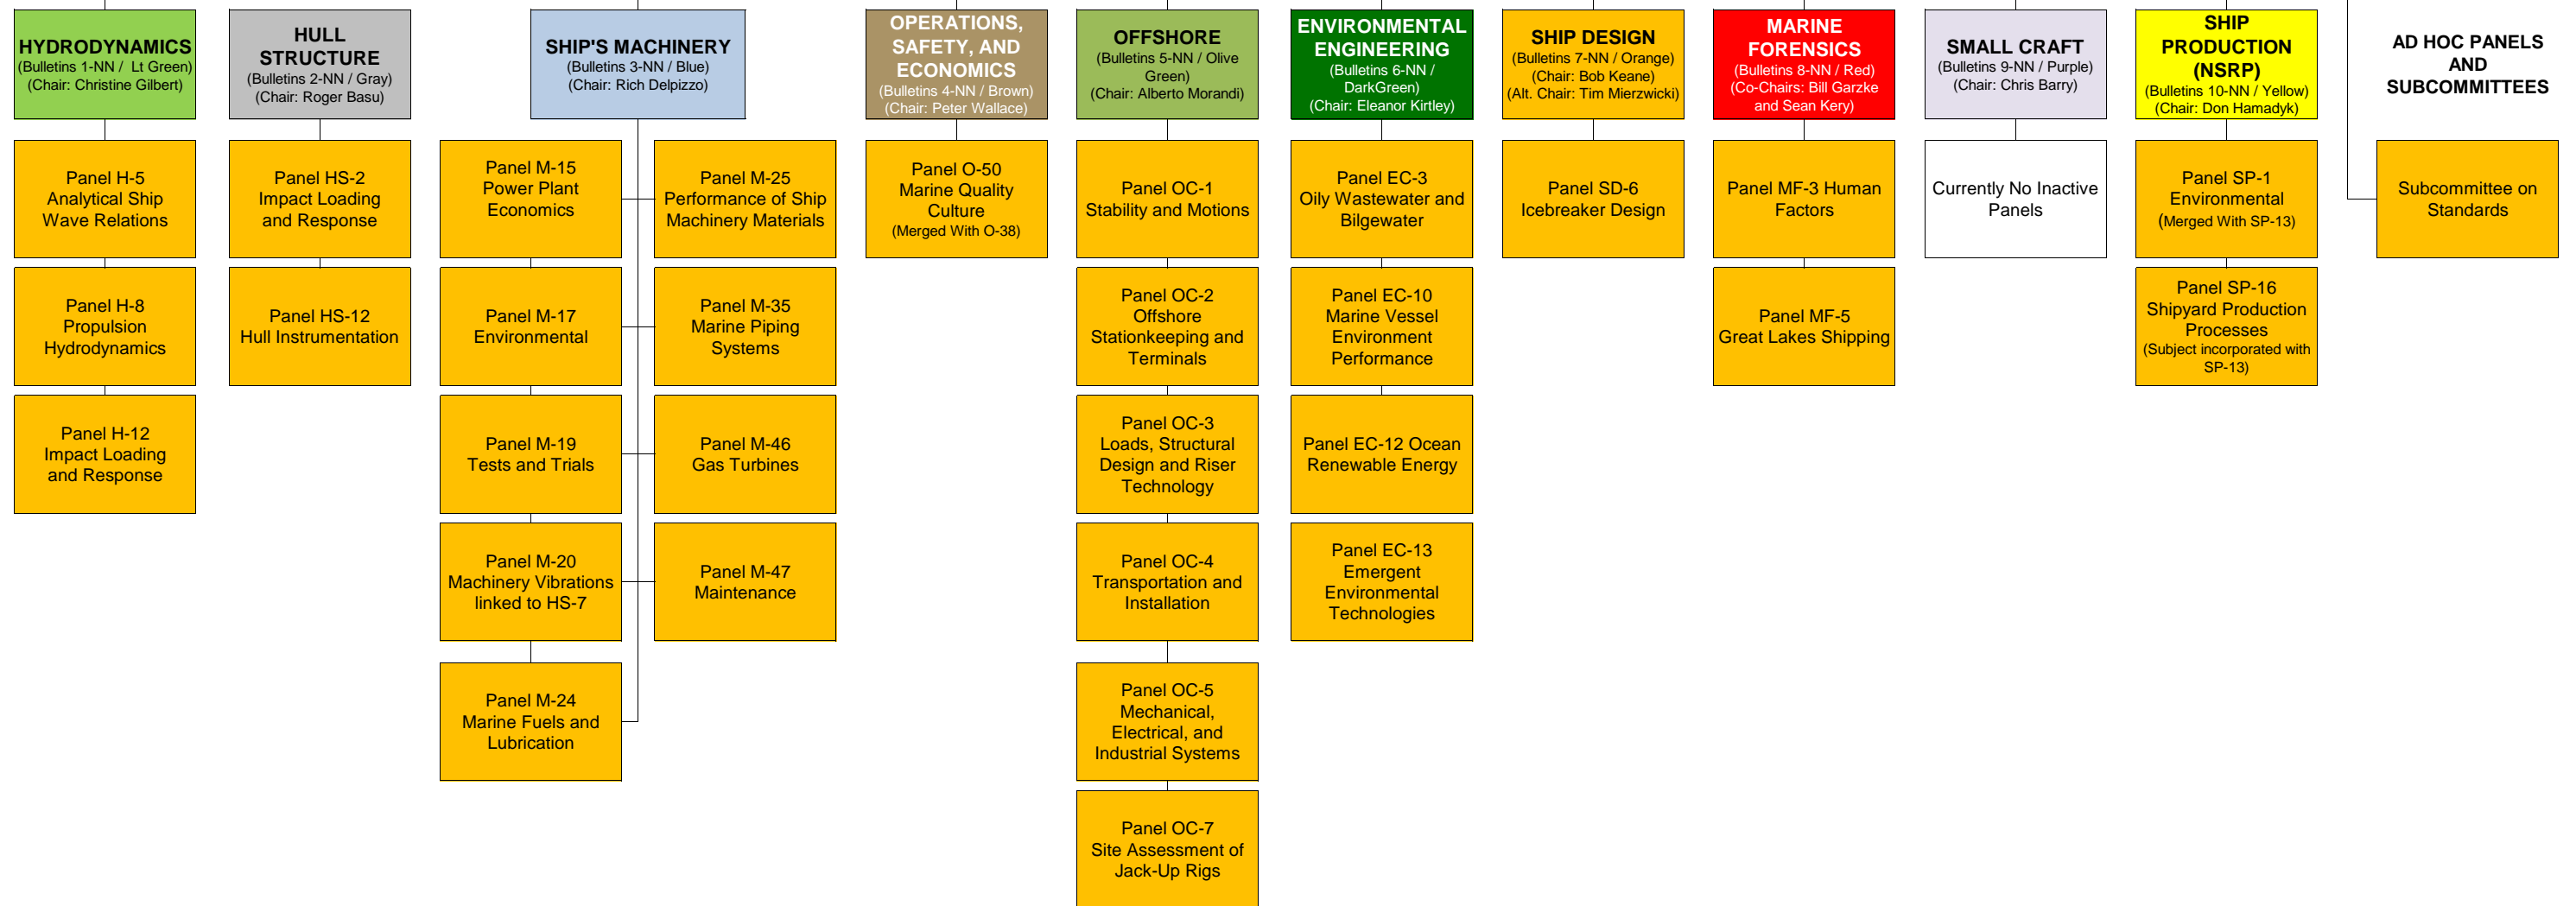 HYDRODYNAMICS
(Bulletins 1-NN / Lt Green)
(Chair: Christine Gilbert)
Panel H-5
Analytical Ship
Wave Relations
Panel H-8
Propulsion
Hydrodynamics
Panel H-12
Impact Loading
and Response
HULL
STRUCTURE
(Bulletins 2-NN / Gray)
(Chair: Roger Basu)
Panel HS-2
Impact Loading
and Response
Panel HS-12
Hull Instrumentation
SHIP'S MACHINERY
(Bulletins 3-NN / Blue)
(Chair: Rich Delpizzo)
Panel M-15
Power Plant
Economics
Panel M-17
Environmental
Panel M-19
Tests and Trials
Panel M-20
Machinery Vibrations
linked to HS-7
Panel M-24
Marine Fuels and
Lubrication
Panel M-25
Performance of Ship
Machinery Materials
Panel M-35
Marine Piping
Systems
Panel M-46
Gas Turbines
Panel M-47
Maintenance
OPERATIONS,
SAFETY, AND
ECONOMICS
(Bulletins 4-NN / Brown)
(Chair: Peter Wallace)
Panel O-50
Marine Quality
Culture
(Merged With O-38)
OFFSHORE
(Bulletins 5-NN / Olive
Green)
(Chair: Alberto Morandi)
Panel OC-1
Stability and Motions
Panel OC-2
Offshore
Stationkeeping and
Terminals
Panel OC-3
Loads, Structural
Design and Riser
Technology
Panel OC-4
Transportation and
Installation
Panel OC-5
Mechanical,
Electrical, and
Industrial Systems
Panel OC-7
Site Assessment of
Jack-Up Rigs
ENVIRONMENTAL
ENGINEERING
(Bulletins 6-NN /
DarkGreen)
(Chair: Eleanor Kirtley)
Panel EC-3
Oily Wastewater and
Bilgewater
Panel EC-10
Marine Vessel
Environment
Performance
Panel EC-12 Ocean
Renewable Energy
Panel EC-13
Emergent
Environmental
Technologies
SHIP DESIGN
(Bulletins 7-NN / Orange)
(Chair: Bob Keane)
(Alt. Chair: Tim Mierzwicki)
Panel SD-6
Icebreaker Design
MARINE
FORENSICS
(Bulletins 8-NN / Red)
(Co-Chairs: Bill Garzke
and Sean Kery)
Panel MF-3 Human
Factors
Panel MF-5
Great Lakes Shipping
SMALL CRAFT
(Bulletins 9-NN / Purple)
(Chair: Chris Barry)
Currently No Inactive
Panels
SHIP
PRODUCTION
(NSRP)
(Bulletins 10-NN / Yellow)
(Chair: Don Hamadyk)
Panel SP-1
Environmental
(Merged With SP-13)
Panel SP-16
Shipyard Production
Processes
(Subject incorporated with
SP-13)
AD HOC PANELS
AND
SUBCOMMITTEES
Subcommittee on
Standards